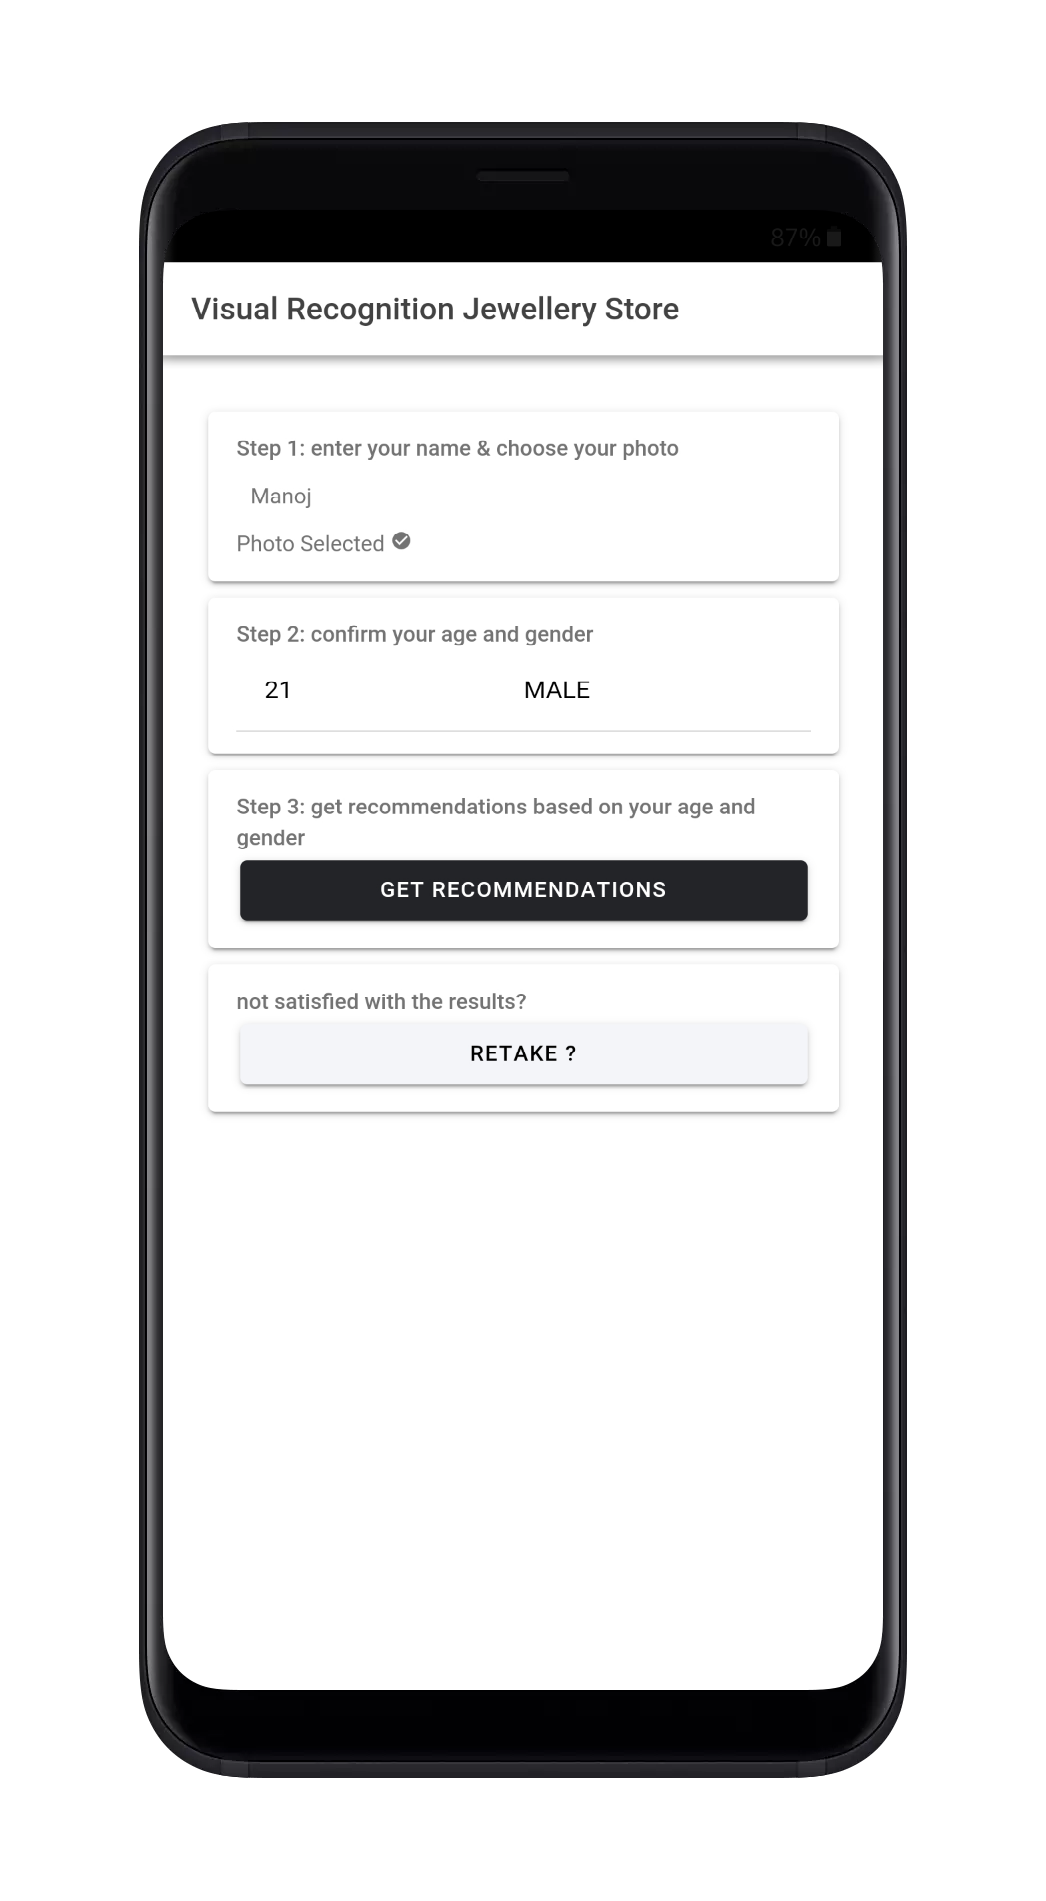 87%
Visual Recognition Jewellery Store
Step 1: enter your name & choose your photo
Manoj
Photo Selected
Step 2: confirm your age and gender
21 MALE
Step 3: get recommendations based on your age and
gender
GET RECOMMENDATIONS
not satisfied with the results?
RETAKE ?